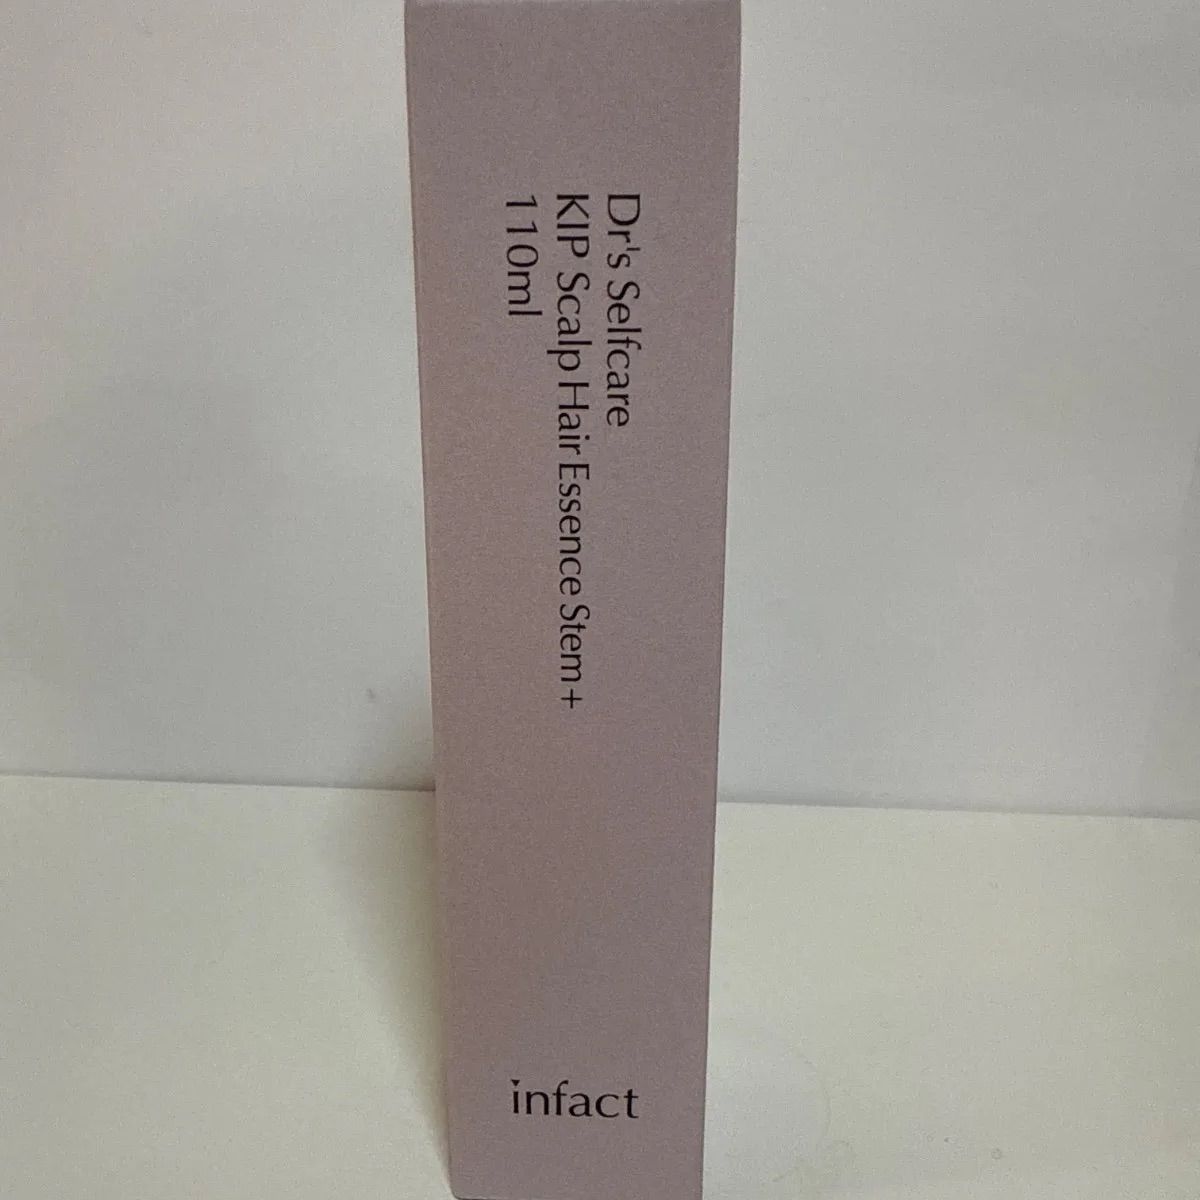 Dr's Selfcare
KIP Scalp Hair Essence Stem+
110ml
infact